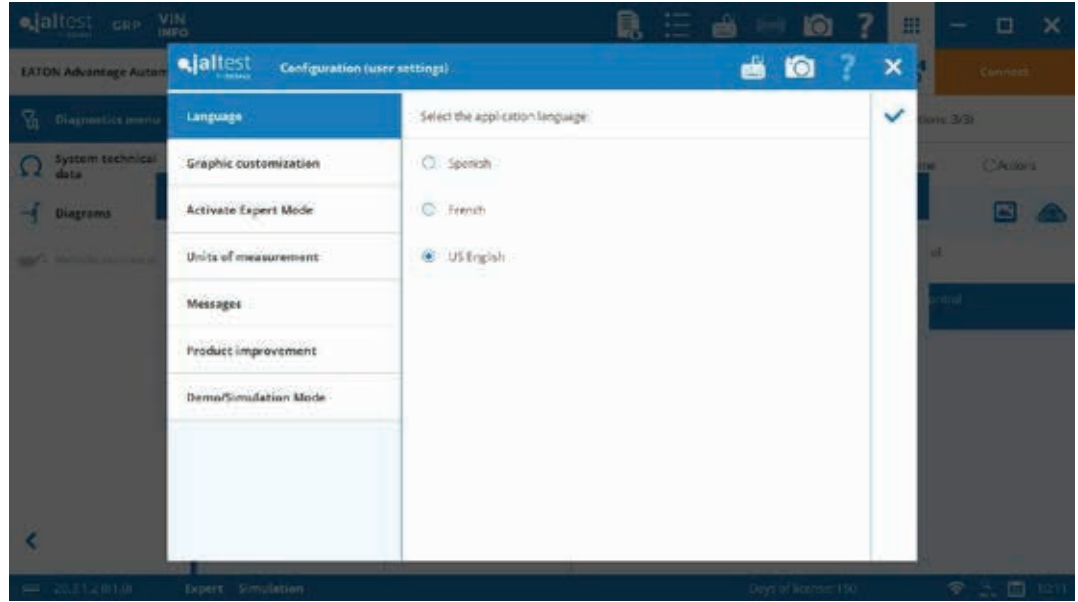 jaltest GRP VIN
INFO
EATON Advantage Autom
jaltest Configuration (user settings)
Connect
Diagnostics menu
Language
Select the application language:
System technical
data
Graphic customization
Spanish
Actions
Diagrams
Activate Expert Mode
French
Units of measurement
US English
Messages
Product improvement
Demo/Simulation Mode
Expert Simulation
Days of license: 150
10:11